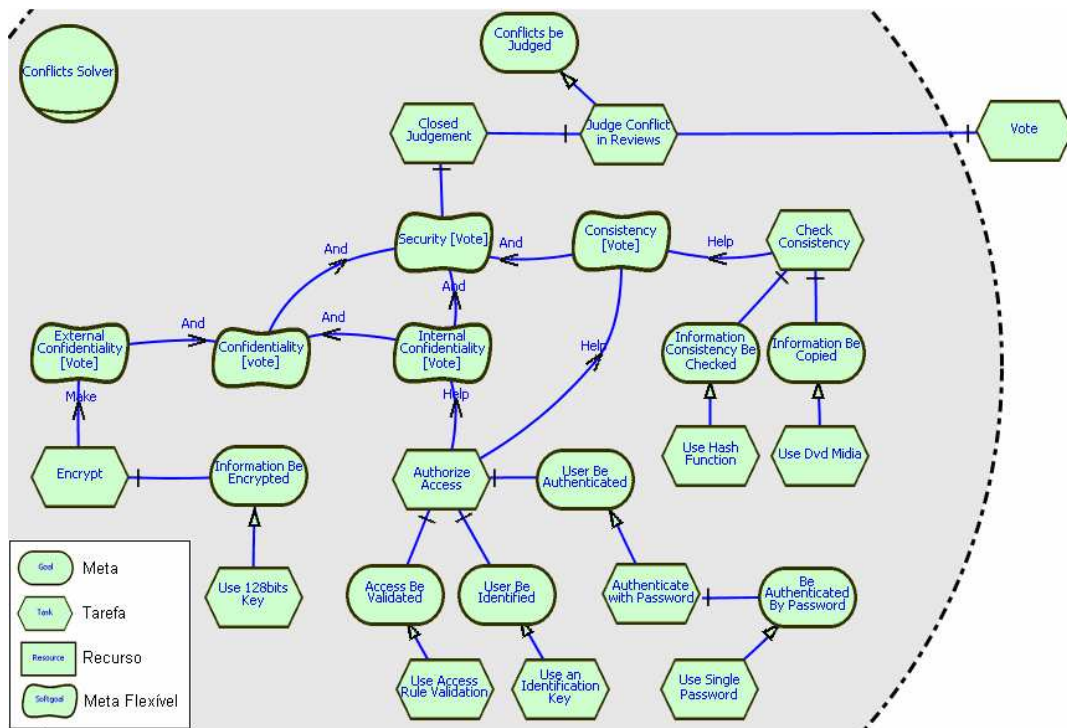 Conflicts Solver
Conflicts be
Judged
Closed
Judgement
Judge Conflict
in Reviews
Vote
Security [Vote]
Consistency
[Vote]
Check
Consistency
And
And
Help
And
External
Confidentiality
[Vote]
And
Confidentiality
[vote]
And
Internal
Confidentiality
[Vote]
Help
Information
Consistency Be
Checked
Information Be
Copied
Make
Help
Use Hash
Function
Use Dvd Midia
Encrypt
Information Be
Encrypted
Authorize
Access
User Be
Authenticated
Use 128bits
Key
Access Be
Validated
User Be
Identified
Authenticate
with Password
Be
Authenticated
By Password
Use Access
Rule Validation
Use an
Identification
Key
Use Single
Password
Goal
Meta
Task
Tarefa
Resource
Recurso
Softgoal
Meta Flexível